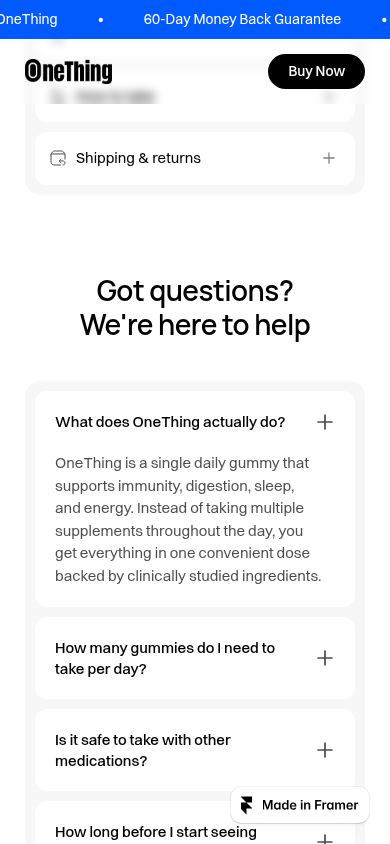 OneThing • 60-Day Money Back Guarantee •
OneThing
Buy Now
Shipping & returns
Got questions?
We're here to help
What does OneThing actually do?
OneThing is a single daily gummy that
supports immunity, digestion, sleep,
and energy. Instead of taking multiple
supplements throughout the day, you
get everything in one convenient dose
backed by clinically studied ingredients.
How many gummies do I need to
take per day?
Is it safe to take with other
medications?
Made in Framer
How long before I start seeing